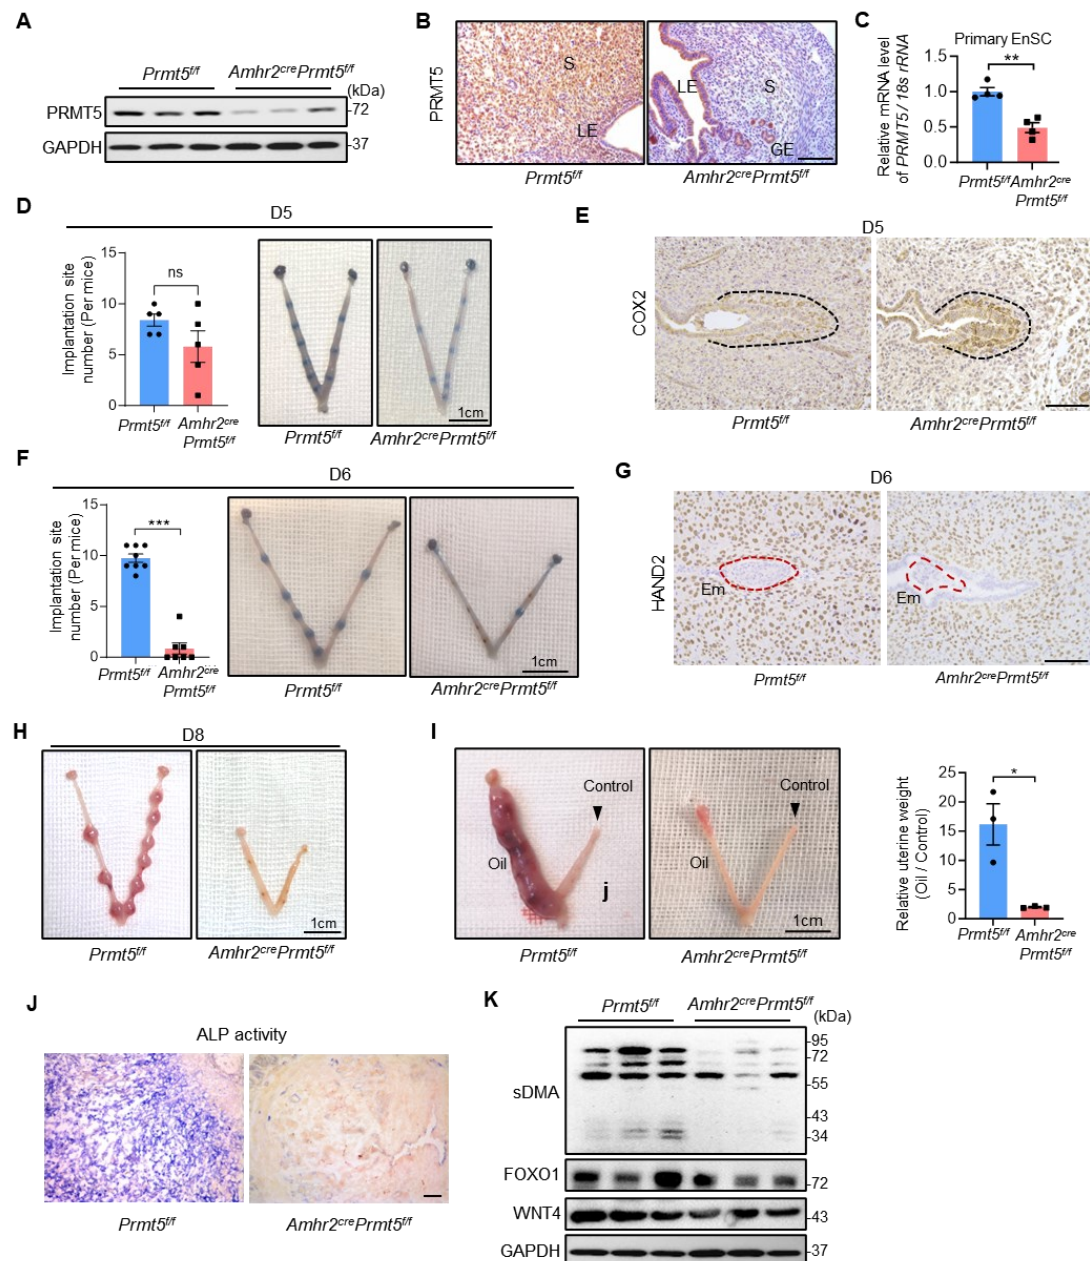 A
Prmt5f/f
Amhr2crePrmt5f/f
(kDa)
PRMT5
-72
GAPDH
-37
B
PRMT5
S
LE
LE
S
GE
Prmt5f/f
Amhr2crePrmt5f/f
C
Primary EnSC
Relative mRNA level
of PRMT5 / 18s rRNA
1.5
1.0
0.5
0.0
**
Prmt5f/f
Amhr2cre
Prmt5f/f
D
D5
Implantation site
number (Per mice)
15
10
5
0
ns
Prmt5f/f
Amhr2cre
Prmt5f/f
1cm
Prmt5f/f
Amhr2crePrmt5f/f
E
D5
COX2
Prmt5f/f
Amhr2crePrmt5f/f
F
D6
Implantation site
number (Per mice)
15
10
5
0
***
Prmt5f/f
Amhr2cre
Prmt5f/f
1cm
Prmt5f/f
Amhr2crePrmt5f/f
G
D6
HAND2
Em
Em
Prmt5f/f
Amhr2crePrmt5f/f
H
D8
1cm
Prmt5f/f
Amhr2crePrmt5f/f
I
Control
Oil
j
Control
Oil
1cm
Prmt5f/f
Amhr2crePrmt5f/f
Relative uterine weight
(Oil / Control)
25
20
15
10
5
0
*
Prmt5f/f
Amhr2cre
Prmt5f/f
J
ALP activity
Prmt5f/f
Amhr2crePrmt5f/f
K
Prmt5f/f
Amhr2crePrmt5f/f
(kDa)
sDMA
-95
-72
-55
-43
-34
FOXO1
-72
WNT4
-43
GAPDH
-37